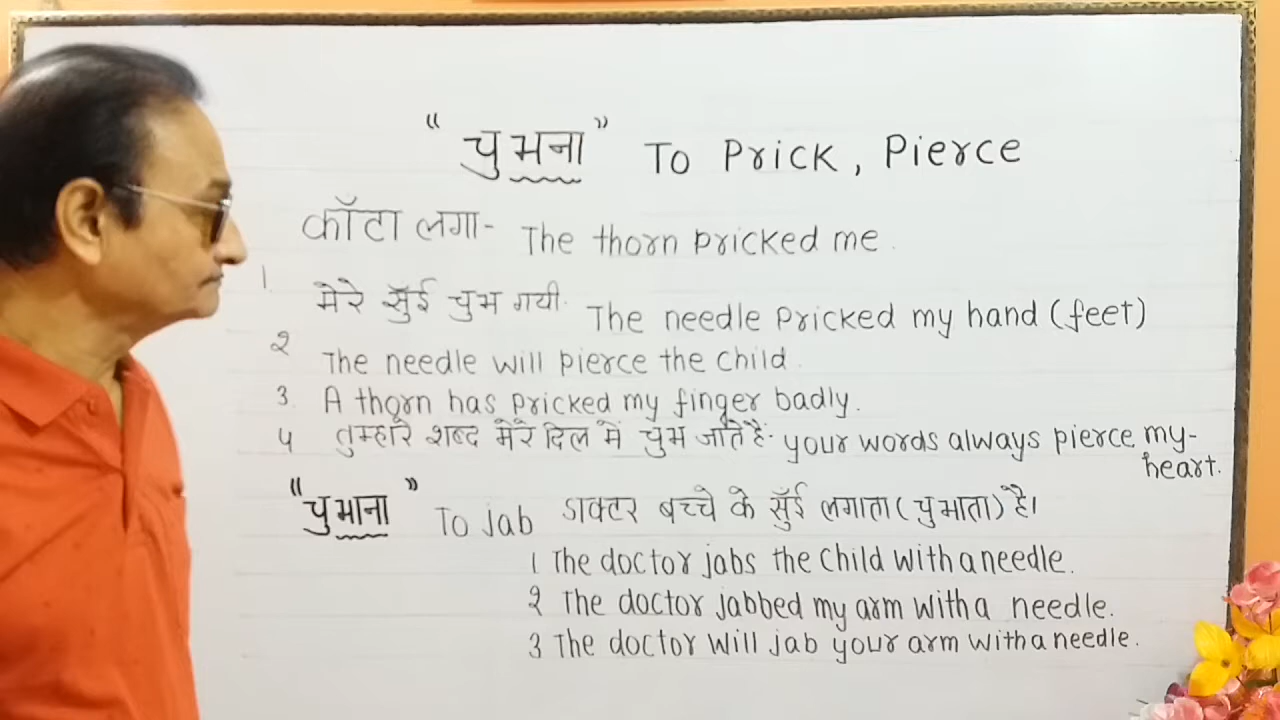 "चुभना" To Prick, Pierce
काँटा लगा- The thorn pricked me.
1 मेरे सुँई चुभ गयी. The needle pricked my hand (feet)
२ The needle will pierce the child.
3. A thorn has pricked my finger badly.
4 तुम्हारे शब्द मेरे दिल में चुभ जाते हैं. your words always pierce my-
heart.
"चुभाना" To jab डाक्टर बच्चे के सुँई लगाता (चुभाता) है।
1 The doctor jabs the child with a needle.
२ The doctor jabbed my arm with a needle.
3 The doctor will jab your arm with a needle.